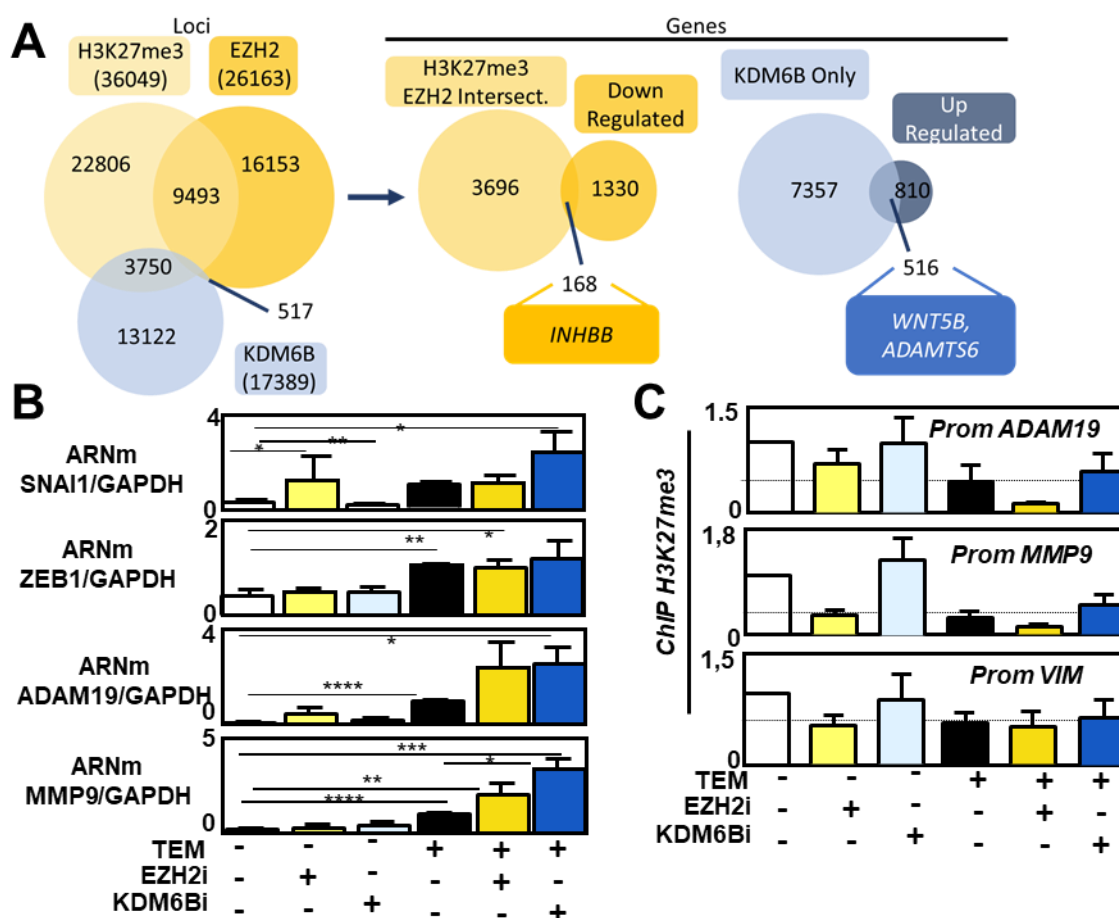 A
Loci
Genes
H3K27me3
(36049)
EZH2
(26163)
H3K27me3
EZH2 Intersect.
Down
Regulated
KDM6B Only
Up
Regulated
22806
16153
9493
3750
517
13122
KDM6B
(17389)
3696
1330
168
INHBB
7357
810
516
WNT5B,
ADAMTS6
B
ARNm
SNAI1/GAPDH
4
0
*
**
*
ARNm
ZEB1/GAPDH
2
0
**
*
ARNm
ADAM19/GAPDH
4
0
****
*
ARNm
MMP9/GAPDH
5
0
****
**
*
***
TEM - - - + + +
EZH2i - + - - + -
KDM6Bi - - + - - +
C
ChIP H3K27me3
1.5
0
Prom ADAM19
1,8
0
Prom MMP9
1,5
0
Prom VIM
TEM - - - + + +
EZH2i - + - - + -
KDM6Bi - - + - - +